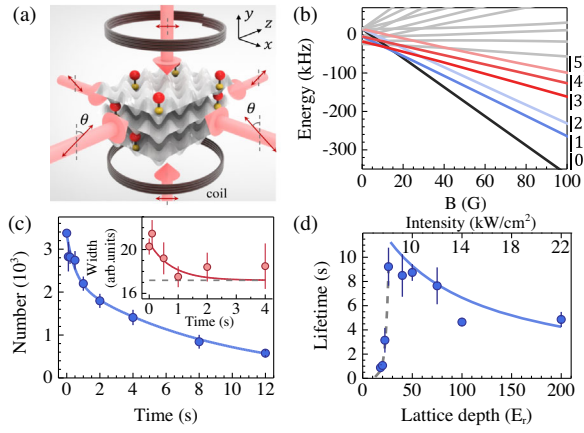 (a)
y
z
x
θ
θ
coil
(b)
Energy (kHz)
0
-100
-200
-300
0 20 40 60 80 100
B (G)
5
4
3
2
1
0
(c)
Number (10³)
3
2
1
0
0 2 4 6 8 10 12
Time (s)
Width
(arb.units)
20
16
0 1 2 3 4
Time (s)
(d)
Intensity (kW/cm²)
6 10 14 22
Lifetime (s)
10
8
6
4
2
0
0 50 100 150 200
Lattice depth (Eᵣ)